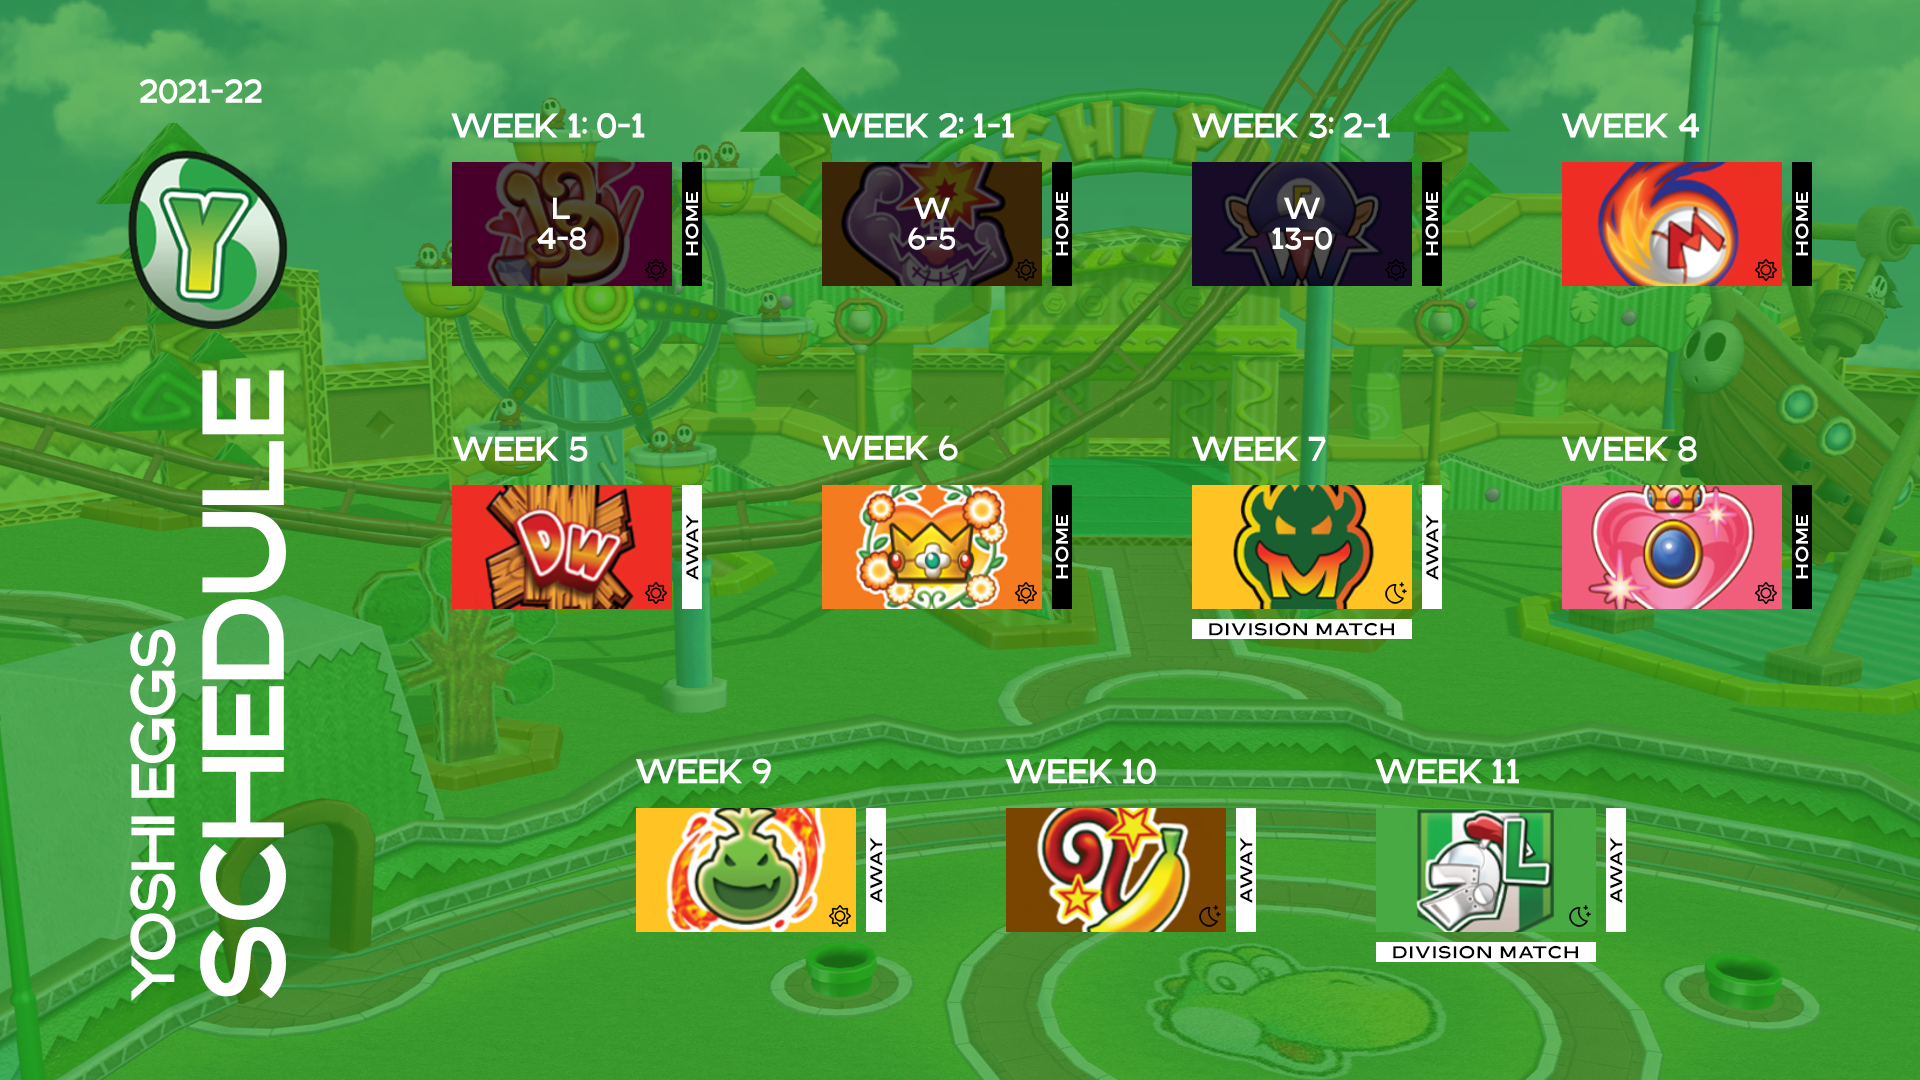 2021-22
Y
YOSHI EGGS
SCHEDULE
WEEK 1: 0-1
13
L
4-8
HOME
WEEK 2: 1-1
W
6-5
HOME
WEEK 3: 2-1
W
13-0
HOME
WEEK 4
M
HOME
WEEK 5
DW
AWAY
WEEK 6
HOME
WEEK 7
M
AWAY
DIVISION MATCH
WEEK 8
HOME
WEEK 9
AWAY
WEEK 10
AWAY
WEEK 11
L
AWAY
DIVISION MATCH